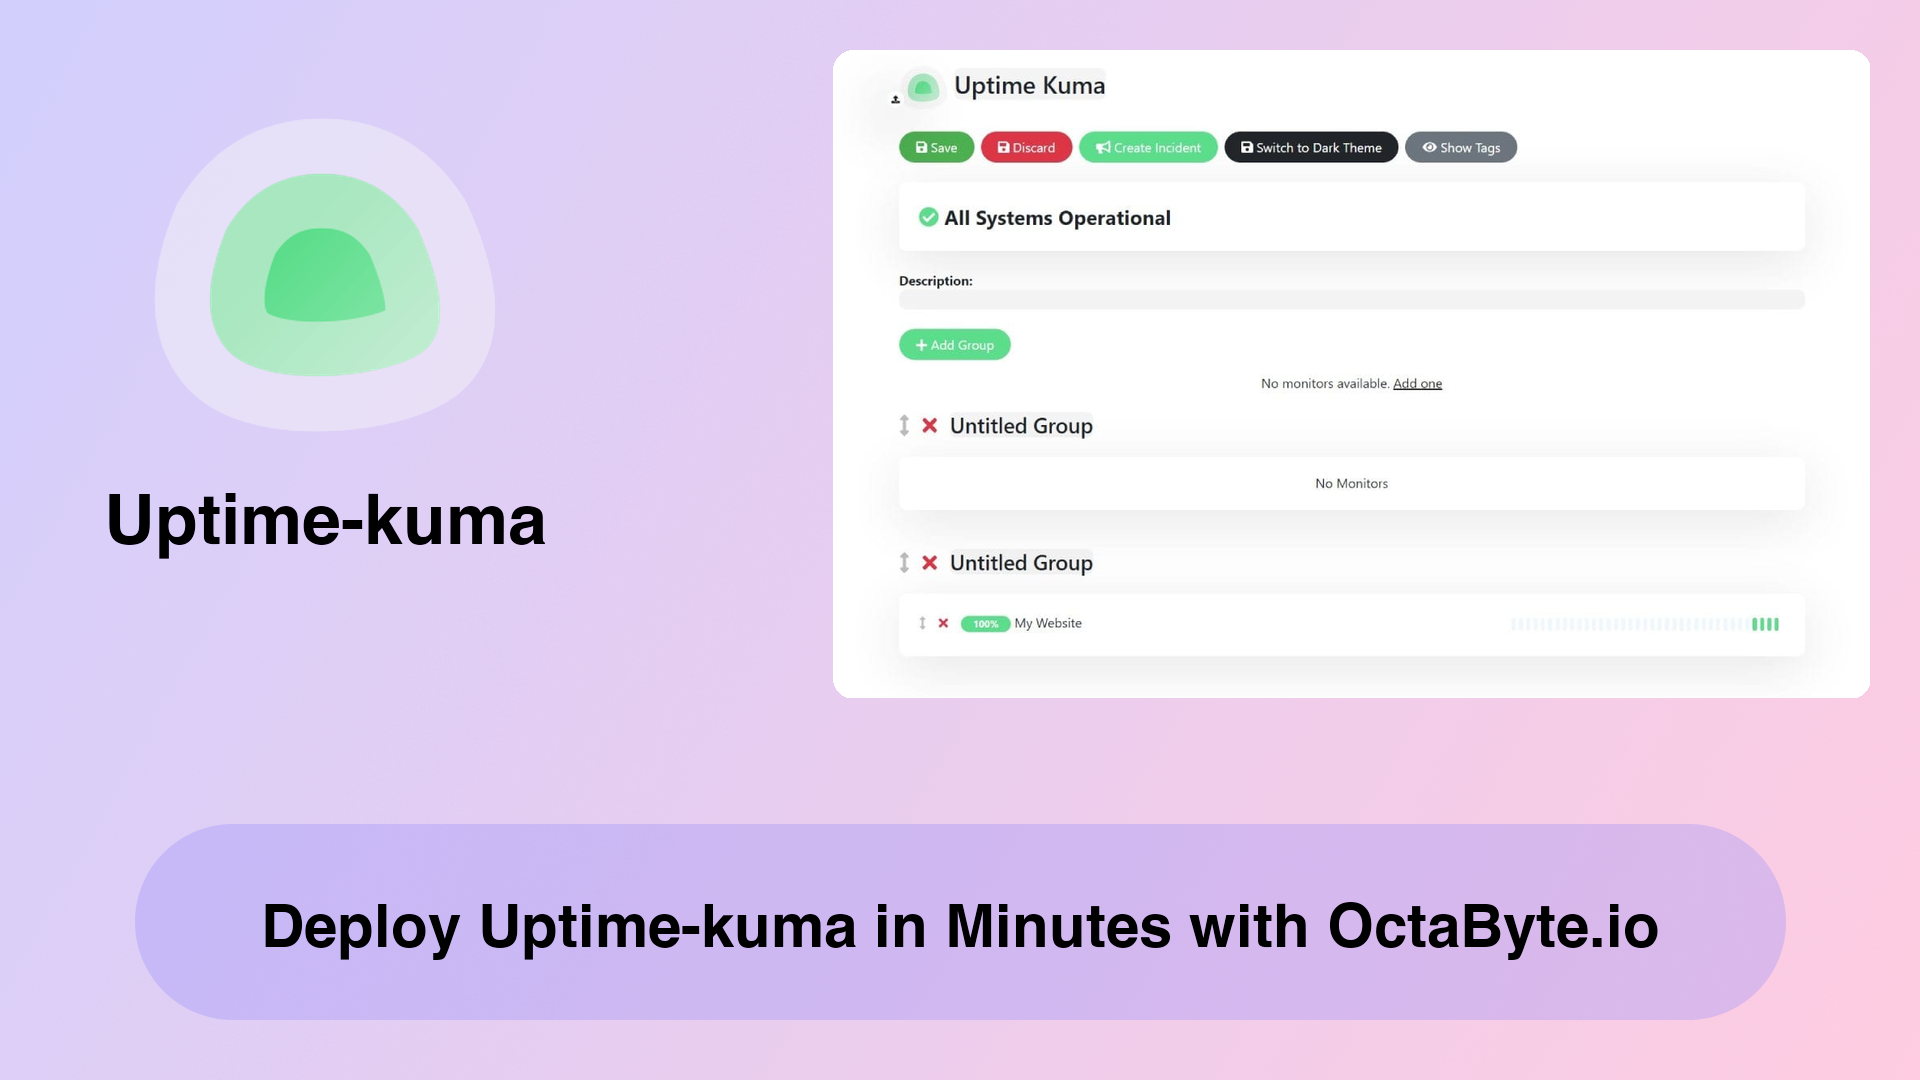 Uptime Kuma
Save Discard Create Incident Switch to Dark Theme Show Tags
All Systems Operational
Description:
Add Group
No monitors available. Add one
Untitled Group
No Monitors
Untitled Group
100% My Website
Uptime-kuma
Deploy Uptime-kuma in Minutes with OctaByte.io